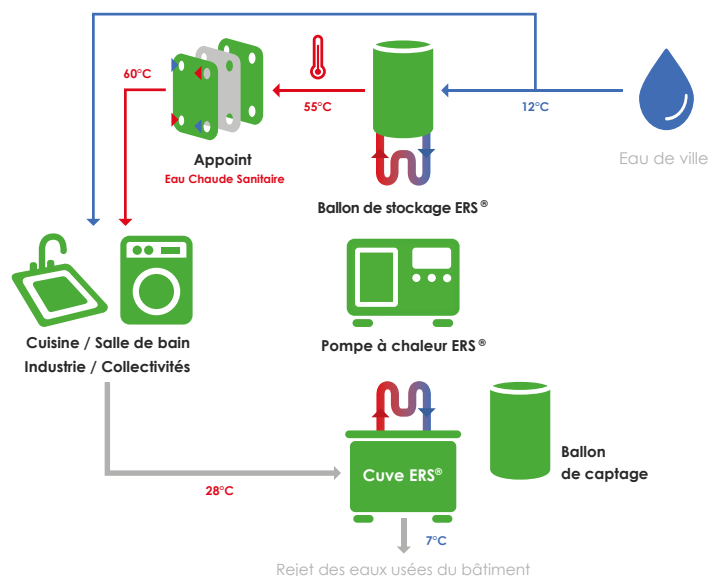 60°C
55°C
12°C
Eau de ville
Appoint
Eau Chaude Sanitaire
Ballon de stockage ERS®
Cuisine / Salle de bain
Industrie / Collectivités
Pompe à chaleur ERS®
Ballon
de captage
Cuve ERS®
28°C
7°C
Rejet des eaux usées du bâtiment